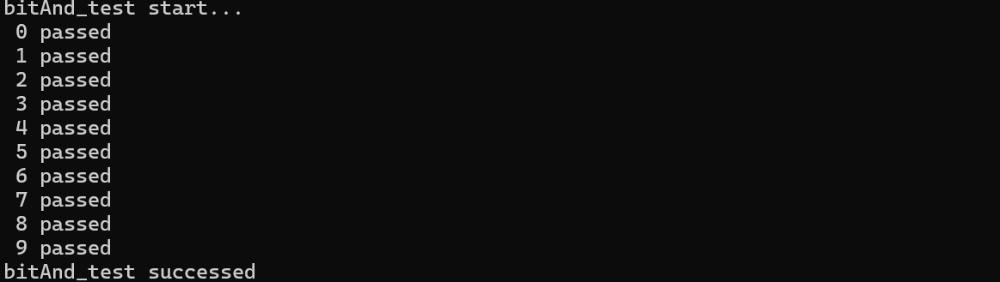 bitAnd_test start...
 0 passed
 1 passed
 2 passed
 3 passed
 4 passed
 5 passed
 6 passed
 7 passed
 8 passed
 9 passed
bitAnd_test successed